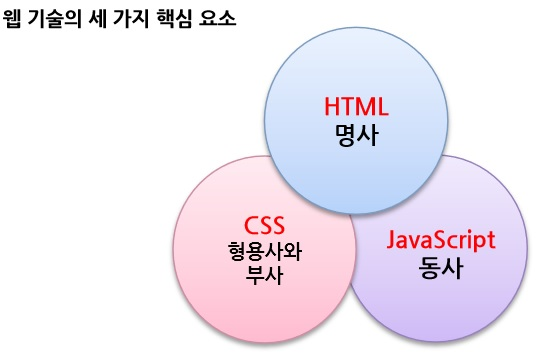 웹 기술의 세 가지 핵심 요소
HTML
명사
CSS
형용사와
부사
JavaScript
동사